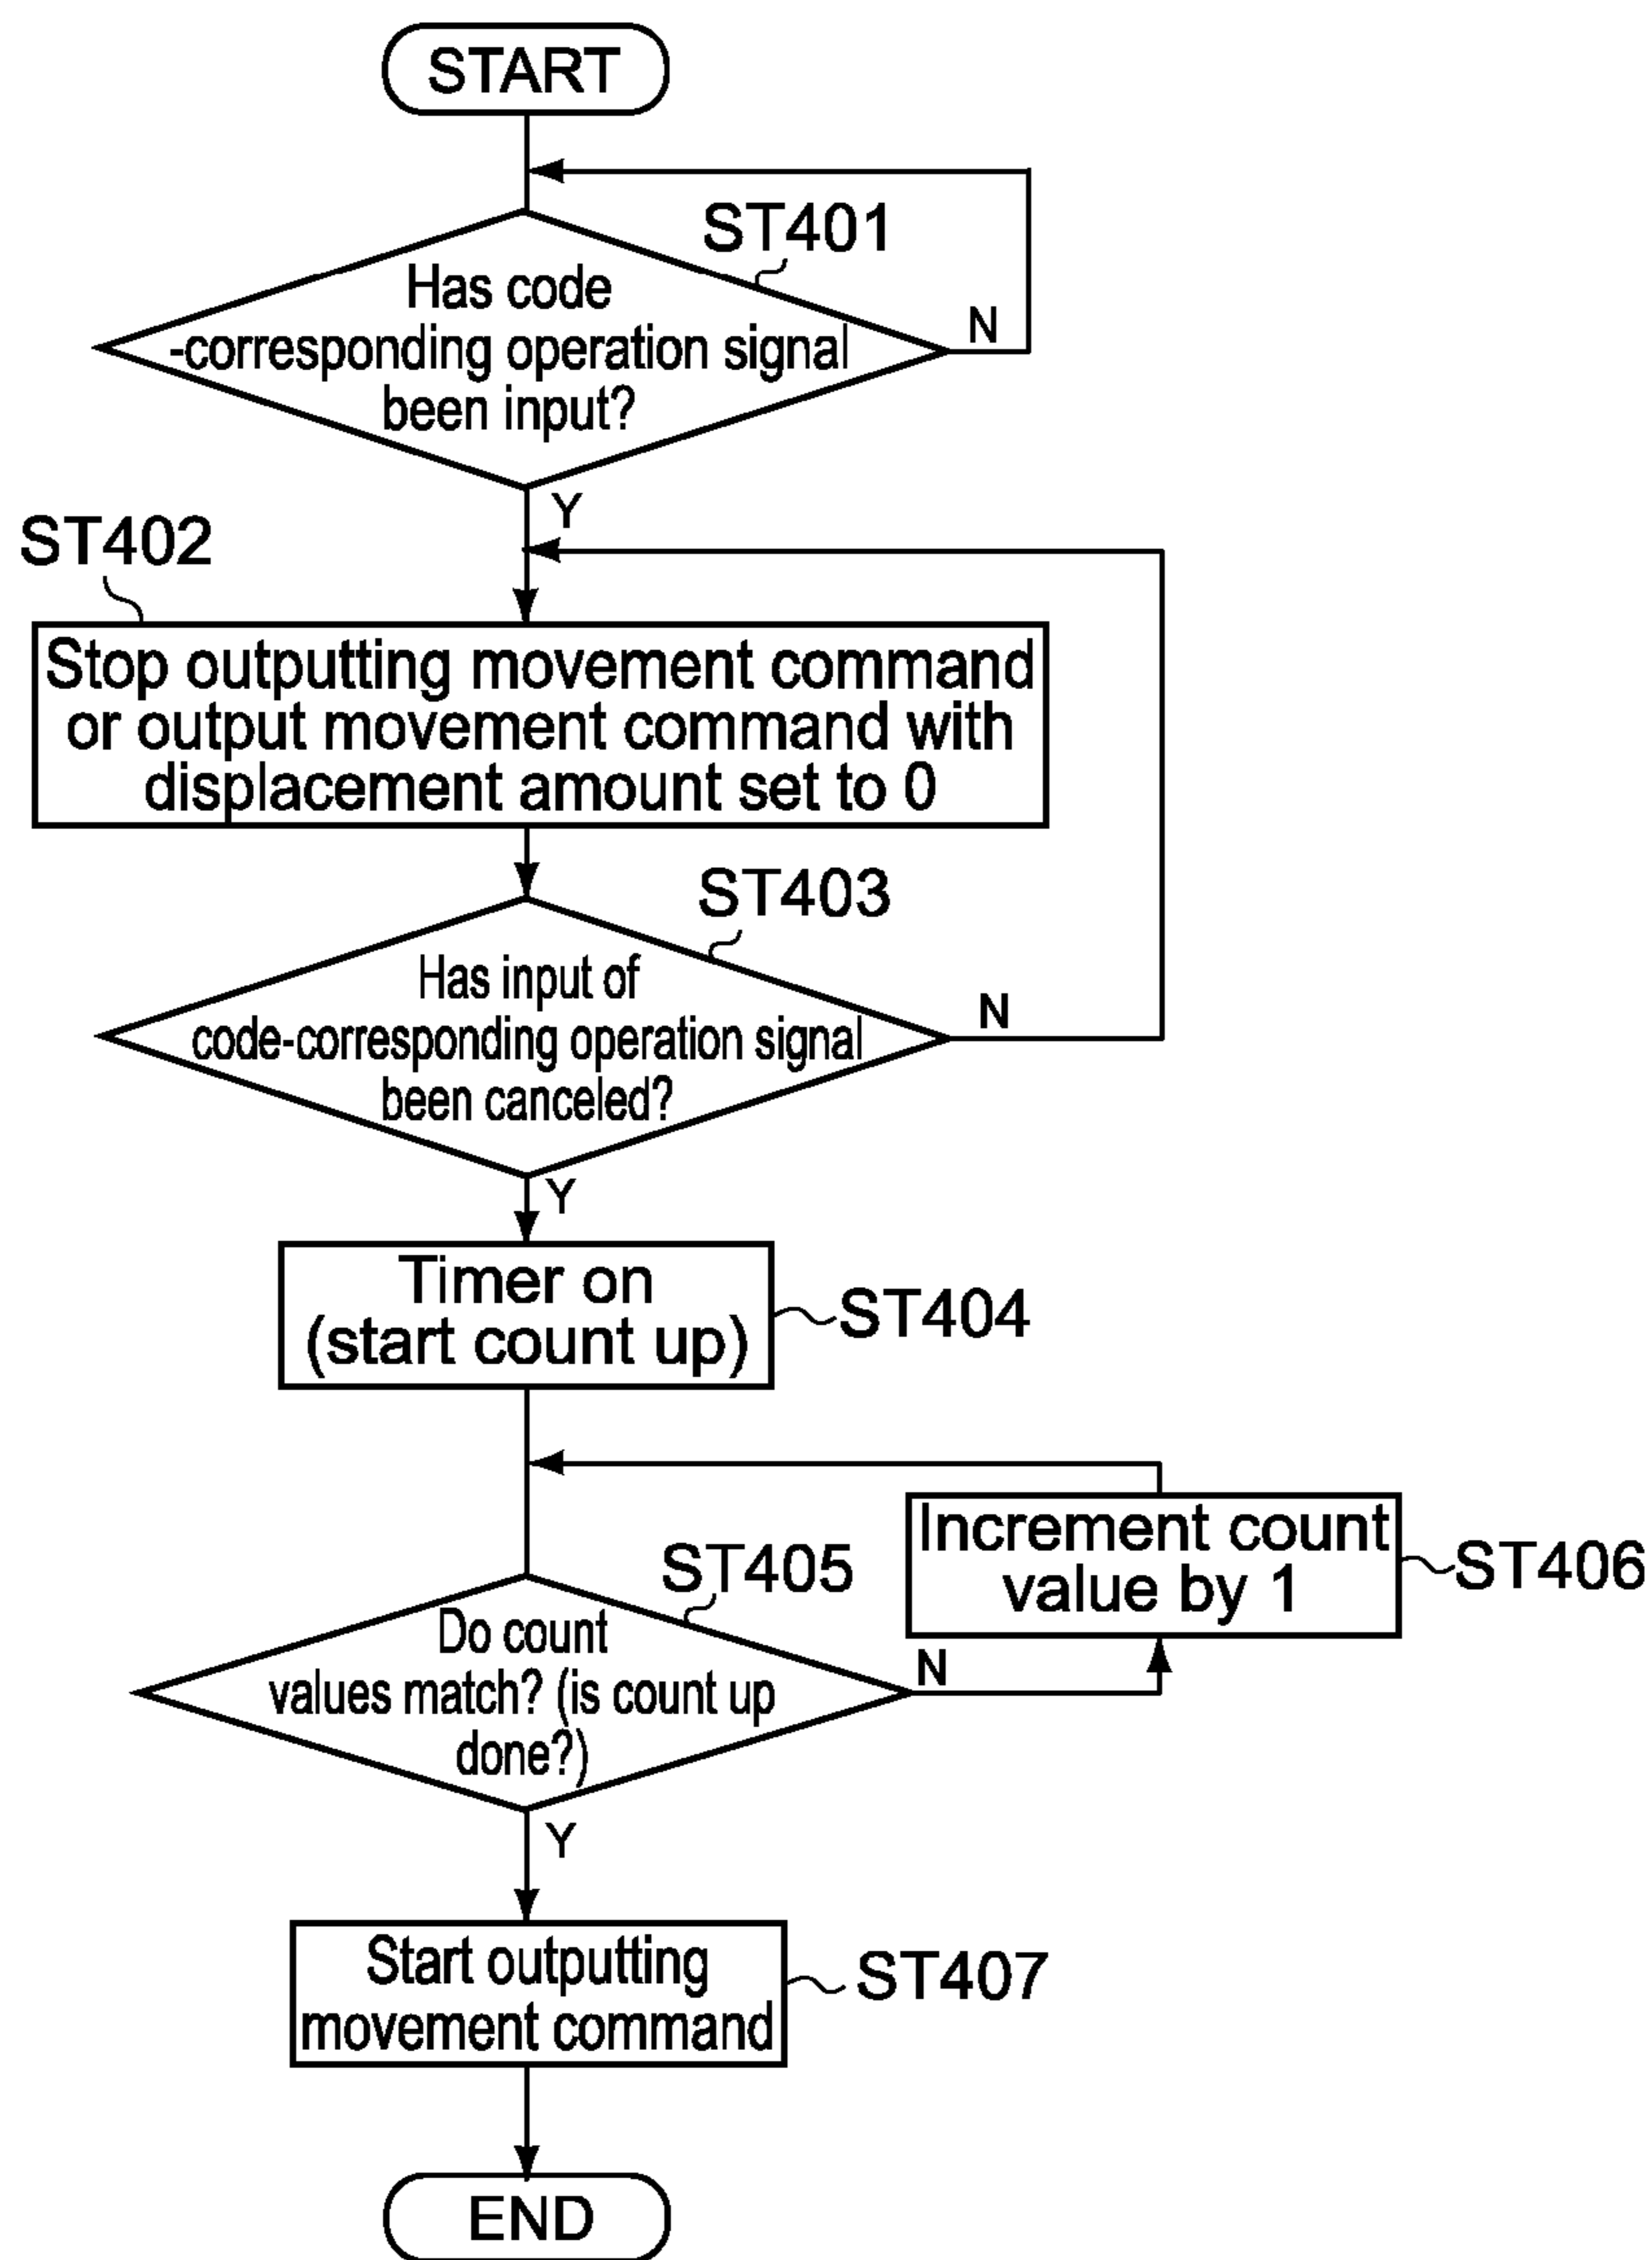 START
ST401
Has code
-corresponding operation signal
been input?
N
Y
ST402
Stop outputting movement command
or output movement command with
displacement amount set to 0
ST403
Has input of
code-corresponding operation signal
been canceled?
N
Y
Timer on
(start count up)
ST404
Increment count
value by 1
ST406
ST405
Do count
values match? (is count up
done?)
N
Y
Start outputting
movement command
ST407
END